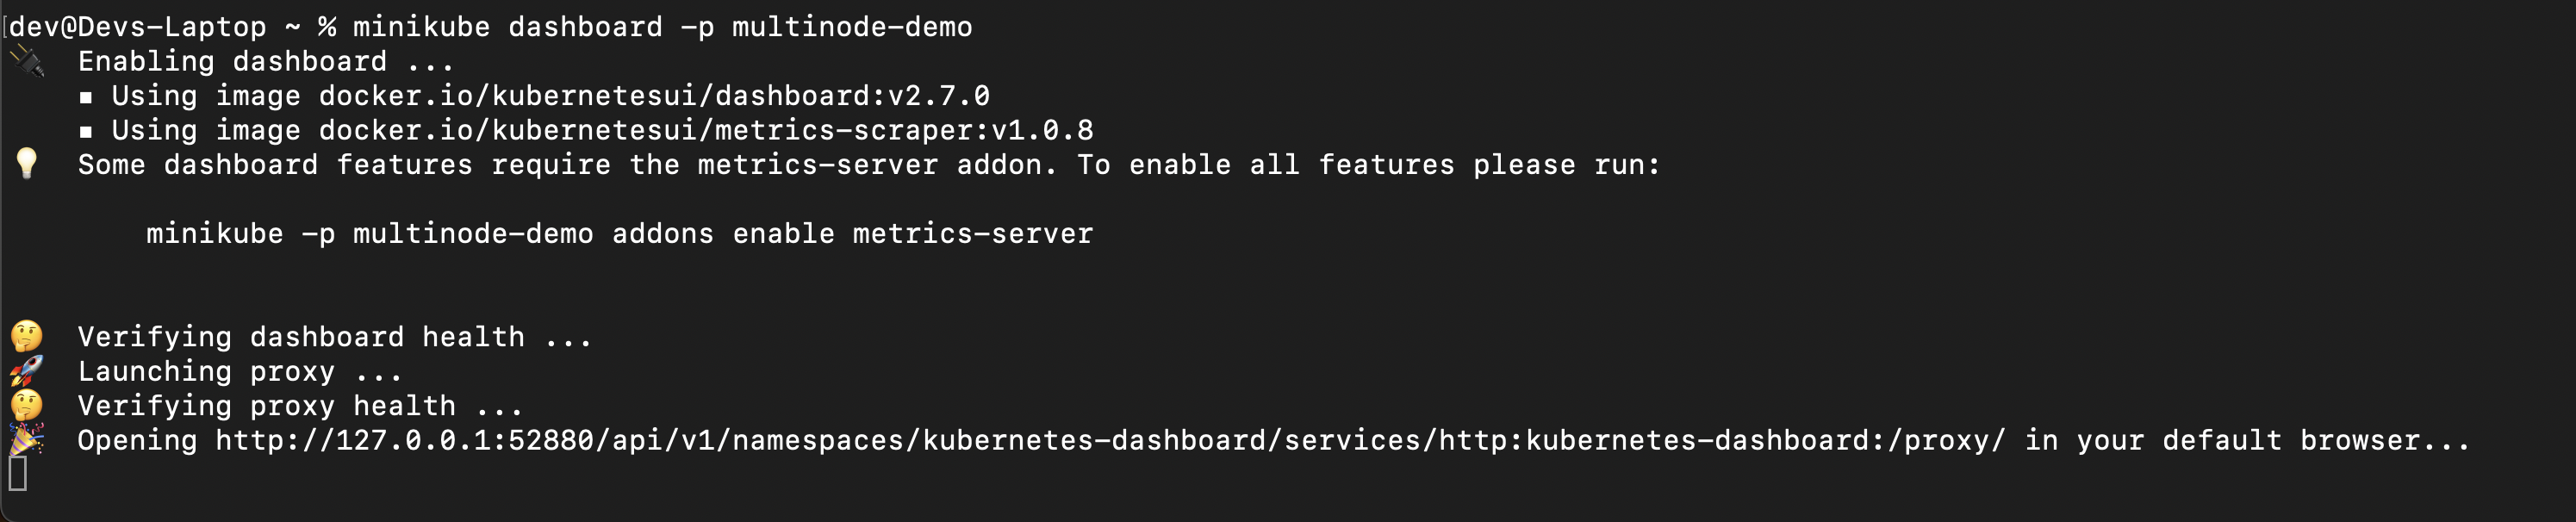 dev@Devs-Laptop ~ % minikube dashboard -p multinode-demo
🔌 Enabling dashboard ...
▪ Using image docker.io/kubernetesui/dashboard:v2.7.0
▪ Using image docker.io/kubernetesui/metrics-scraper:v1.0.8
💡 Some dashboard features require the metrics-server addon. To enable all features please run:
minikube -p multinode-demo addons enable metrics-server
🤔 Verifying dashboard health ...
🚀 Launching proxy ...
🤔 Verifying proxy health ...
🎉 Opening http://127.0.0.1:52880/api/v1/namespaces/kubernetes-dashboard/services/http:kubernetes-dashboard:/proxy/ in your default browser...